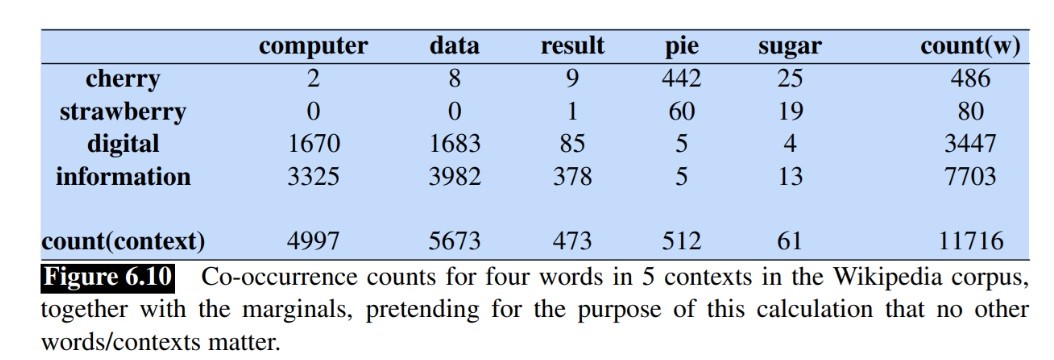 computer data result pie sugar count(w)
cherry 2 8 9 442 25 486
strawberry 0 0 1 60 19 80
digital 1670 1683 85 5 4 3447
information 3325 3982 378 5 13 7703
count(context) 4997 5673 473 512 61 11716
Figure 6.10 Co-occurrence counts for four words in 5 contexts in the Wikipedia corpus,
together with the marginals, pretending for the purpose of this calculation that no other
words/contexts matter.